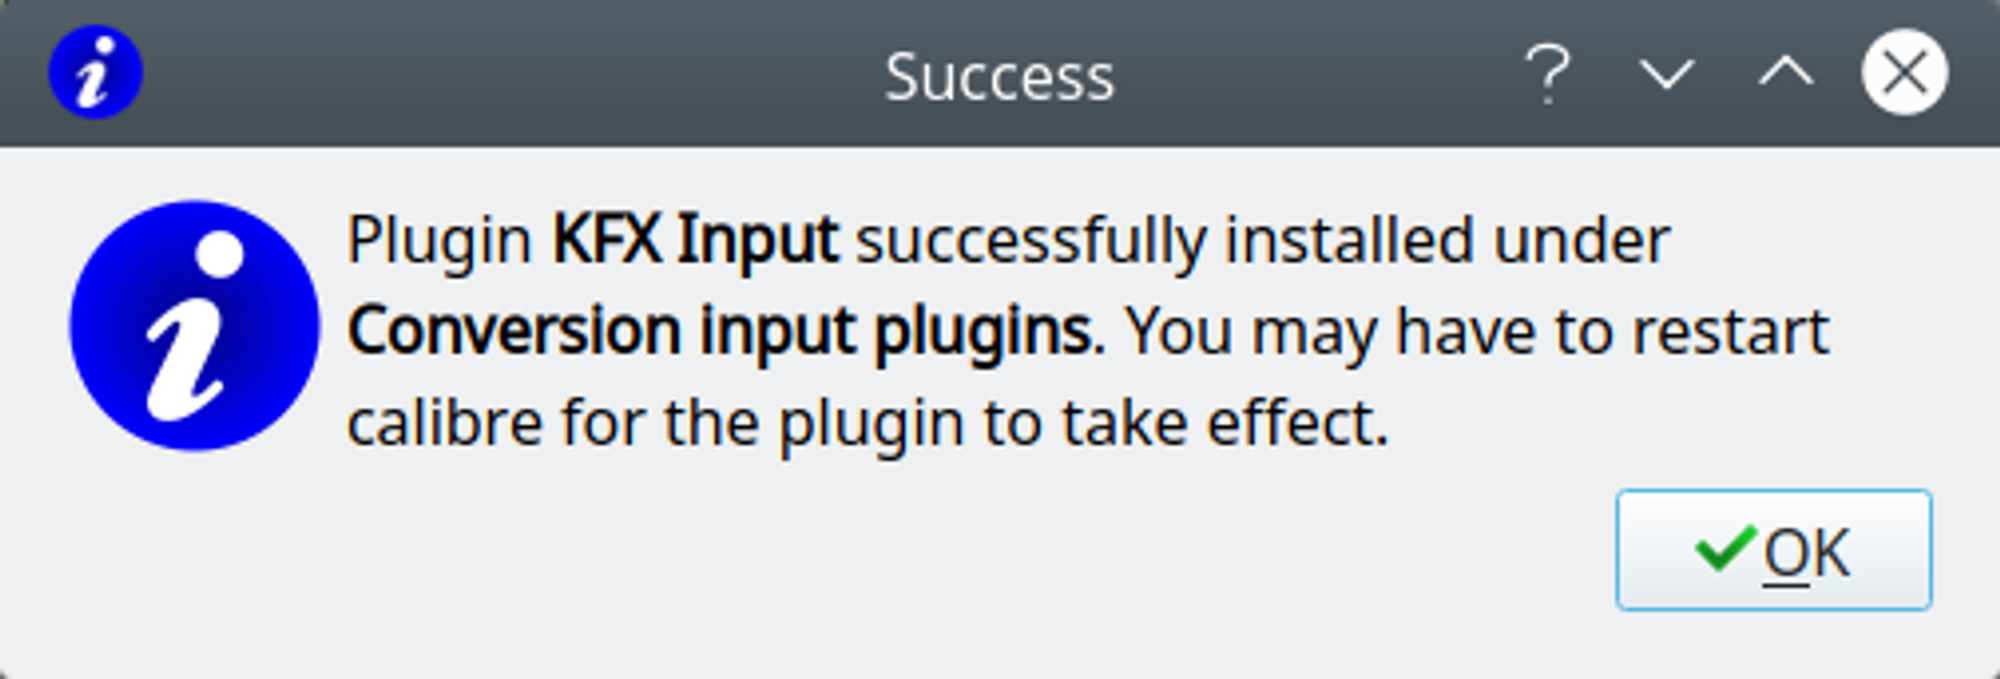 Success
Plugin KFX Input successfully installed under
Conversion input plugins. You may have to restart
calibre for the plugin to take effect.
OK